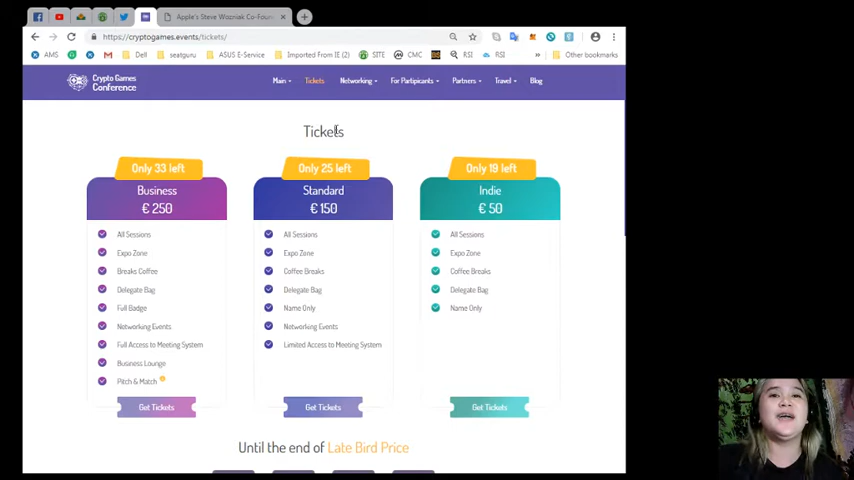 Apple's Steve Wozniak Co-Foun
https://cryptogames.events/tickets/
AMS
Dell
seatguru
ASUS E-Service
Imported From IE (2)
SITE
CMC
RSI
RSI
»
Other bookmarks
Crypto Games
Conference
Main
Tickets
Networking
For Partipicants
Partners
Travel
Blog
Tickets
Only 33 left
Business
€ 250
All Sessions
Expo Zone
Breaks Coffee
Delegate Bag
Full Badge
Networking Events
Full Access to Meeting System
Business Lounge
Pitch & Match
Get Tickets
Only 25 left
Standard
€ 150
All Sessions
Expo Zone
Coffee Breaks
Delegate Bag
Name Only
Networking Events
Limited Access to Meeting System
Get Tickets
Only 19 left
Indie
€ 50
All Sessions
Expo Zone
Coffee Breaks
Delegate Bag
Name Only
Get Tickets
Until the end of Late Bird Price